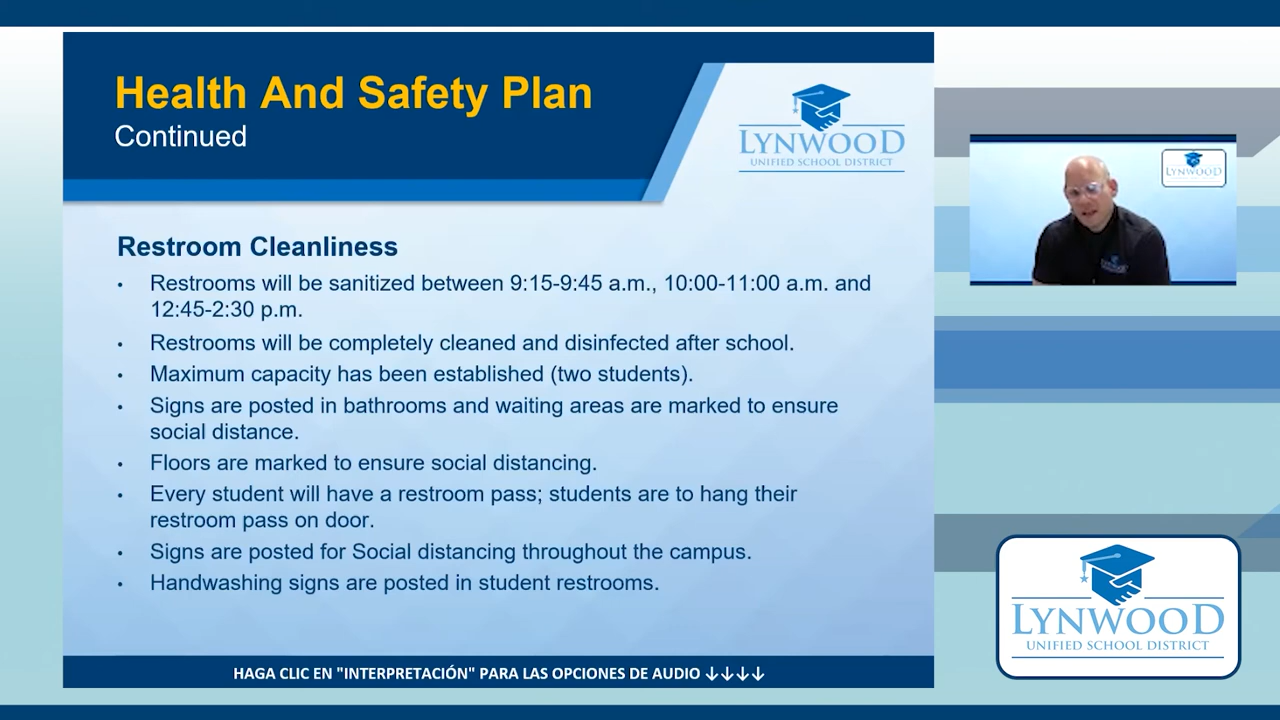 Health And Safety Plan
Continued
LYNWOOD
UNIFIED SCHOOL DISTRICT
LYNWOOD
Restroom Cleanliness
• Restrooms will be sanitized between 9:15-9:45 a.m., 10:00-11:00 a.m. and
12:45-2:30 p.m.
• Restrooms will be completely cleaned and disinfected after school.
• Maximum capacity has been established (two students).
• Signs are posted in bathrooms and waiting areas are marked to ensure
social distance.
• Floors are marked to ensure social distancing.
• Every student will have a restroom pass; students are to hang their
restroom pass on door.
• Signs are posted for Social distancing throughout the campus.
• Handwashing signs are posted in student restrooms.
LYNWOOD
UNIFIED SCHOOL DISTRICT
HAGA CLIC EN "INTERPRETACIÓN" PARA LAS OPCIONES DE AUDIO ↓↓↓↓